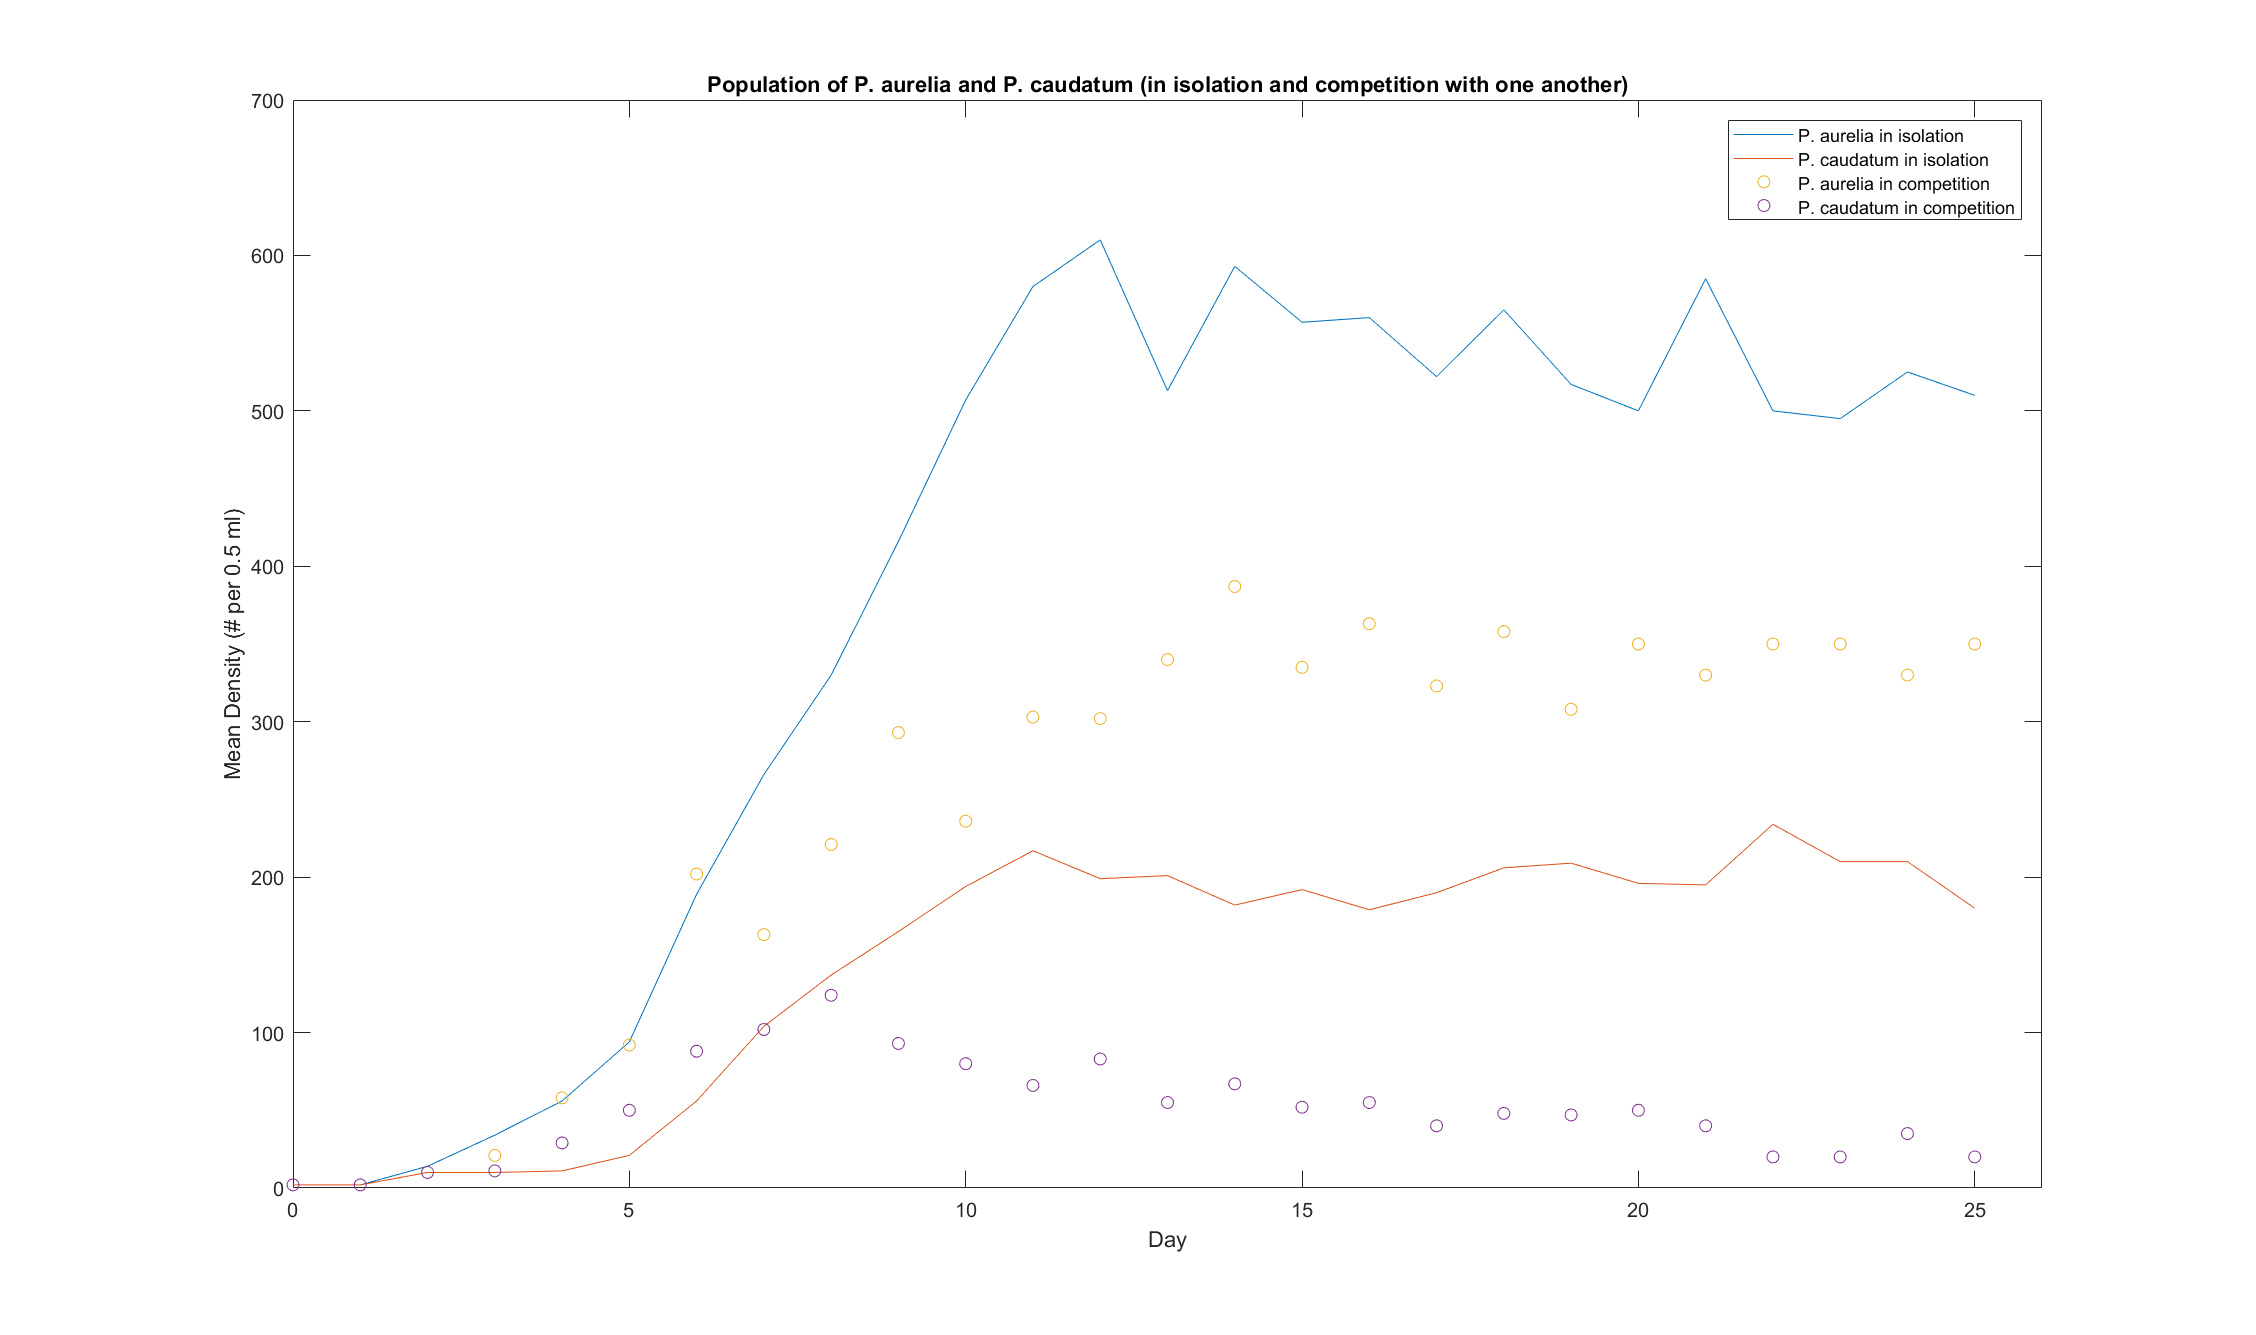 Population of P. aurelia and P. caudatum (in isolation and competition with one another)
700
600
500
400
300
200
100
0
Mean Density (# per 0.5 ml)
P. aurelia in isolation
P. caudatum in isolation
P. aurelia in competition
P. caudatum in competition
0 5 10 15 20 25
Day